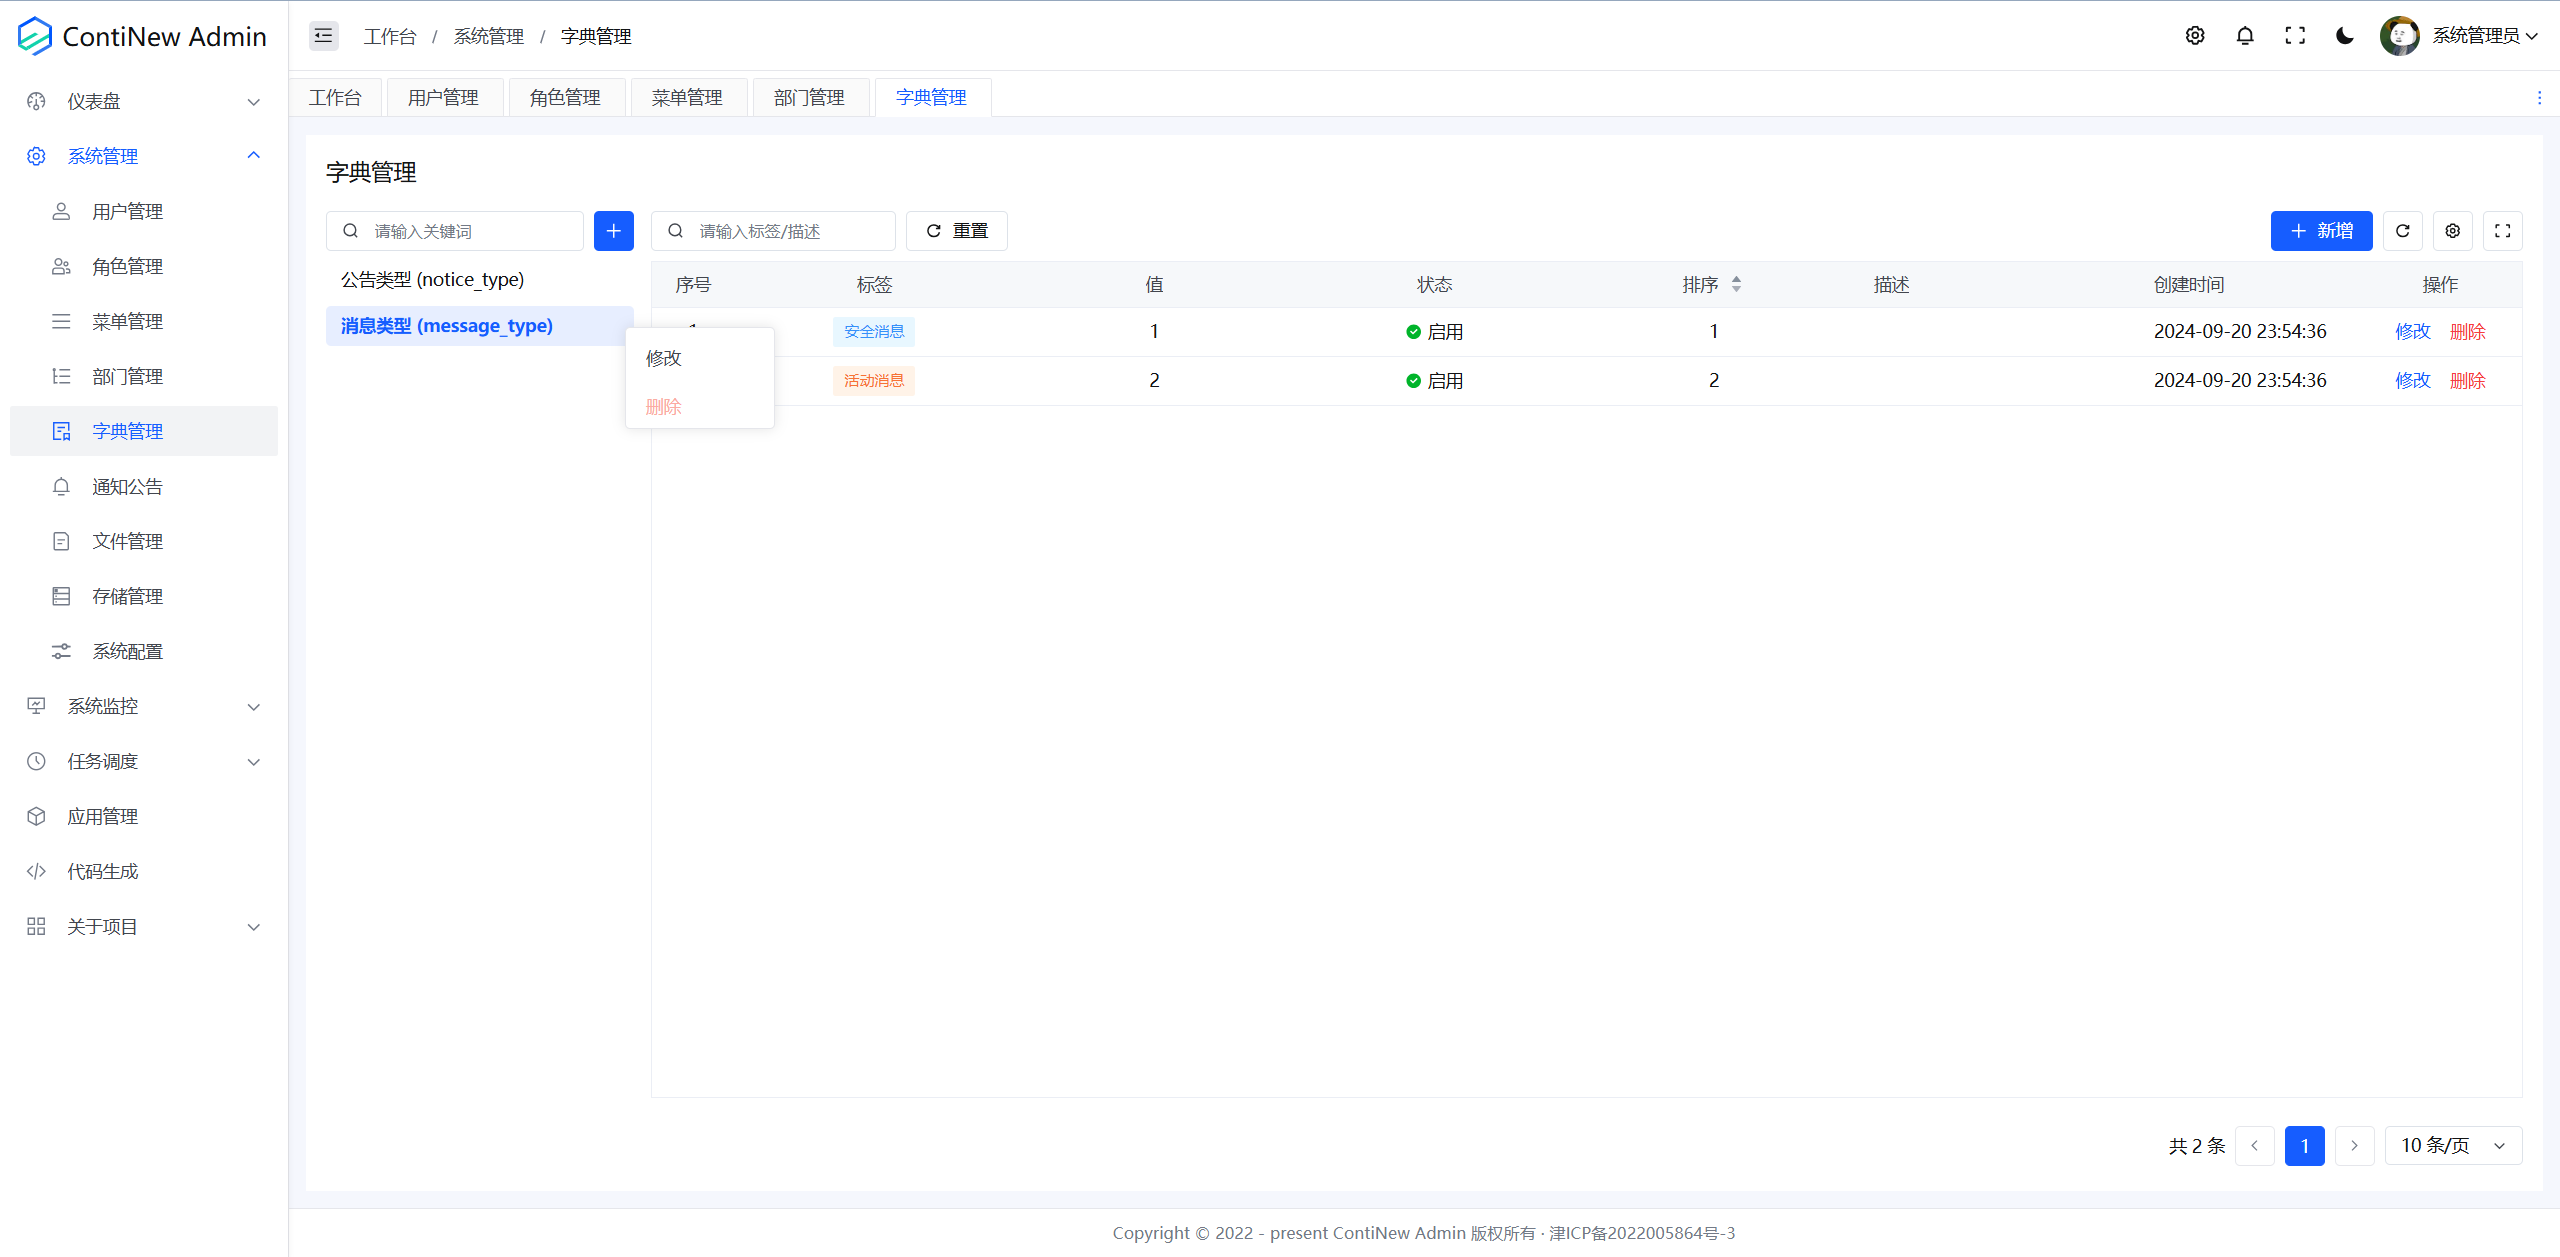 ContiNew Admin
工作台 / 系统管理 / 字典管理
系统管理员
仪表盘
系统管理
用户管理
角色管理
菜单管理
部门管理
字典管理
通知公告
文件管理
存储管理
系统配置
系统监控
任务调度
应用管理
代码生成
关于项目
工作台 用户管理 角色管理 菜单管理 部门管理 字典管理
字典管理
请输入关键词
公告类型 (notice_type)
消息类型 (message_type)
修改
删除
请输入标签/描述 重置 新增
序号 标签 值 状态 排序 描述 创建时间 操作
安全消息 1 启用 1 2024-09-20 23:54:36 修改 删除
活动消息 2 启用 2 2024-09-20 23:54:36 修改 删除
共 2 条 1 10 条/页
Copyright © 2022 - present ContiNew Admin 版权所有 · 津ICP备2022005864号-3